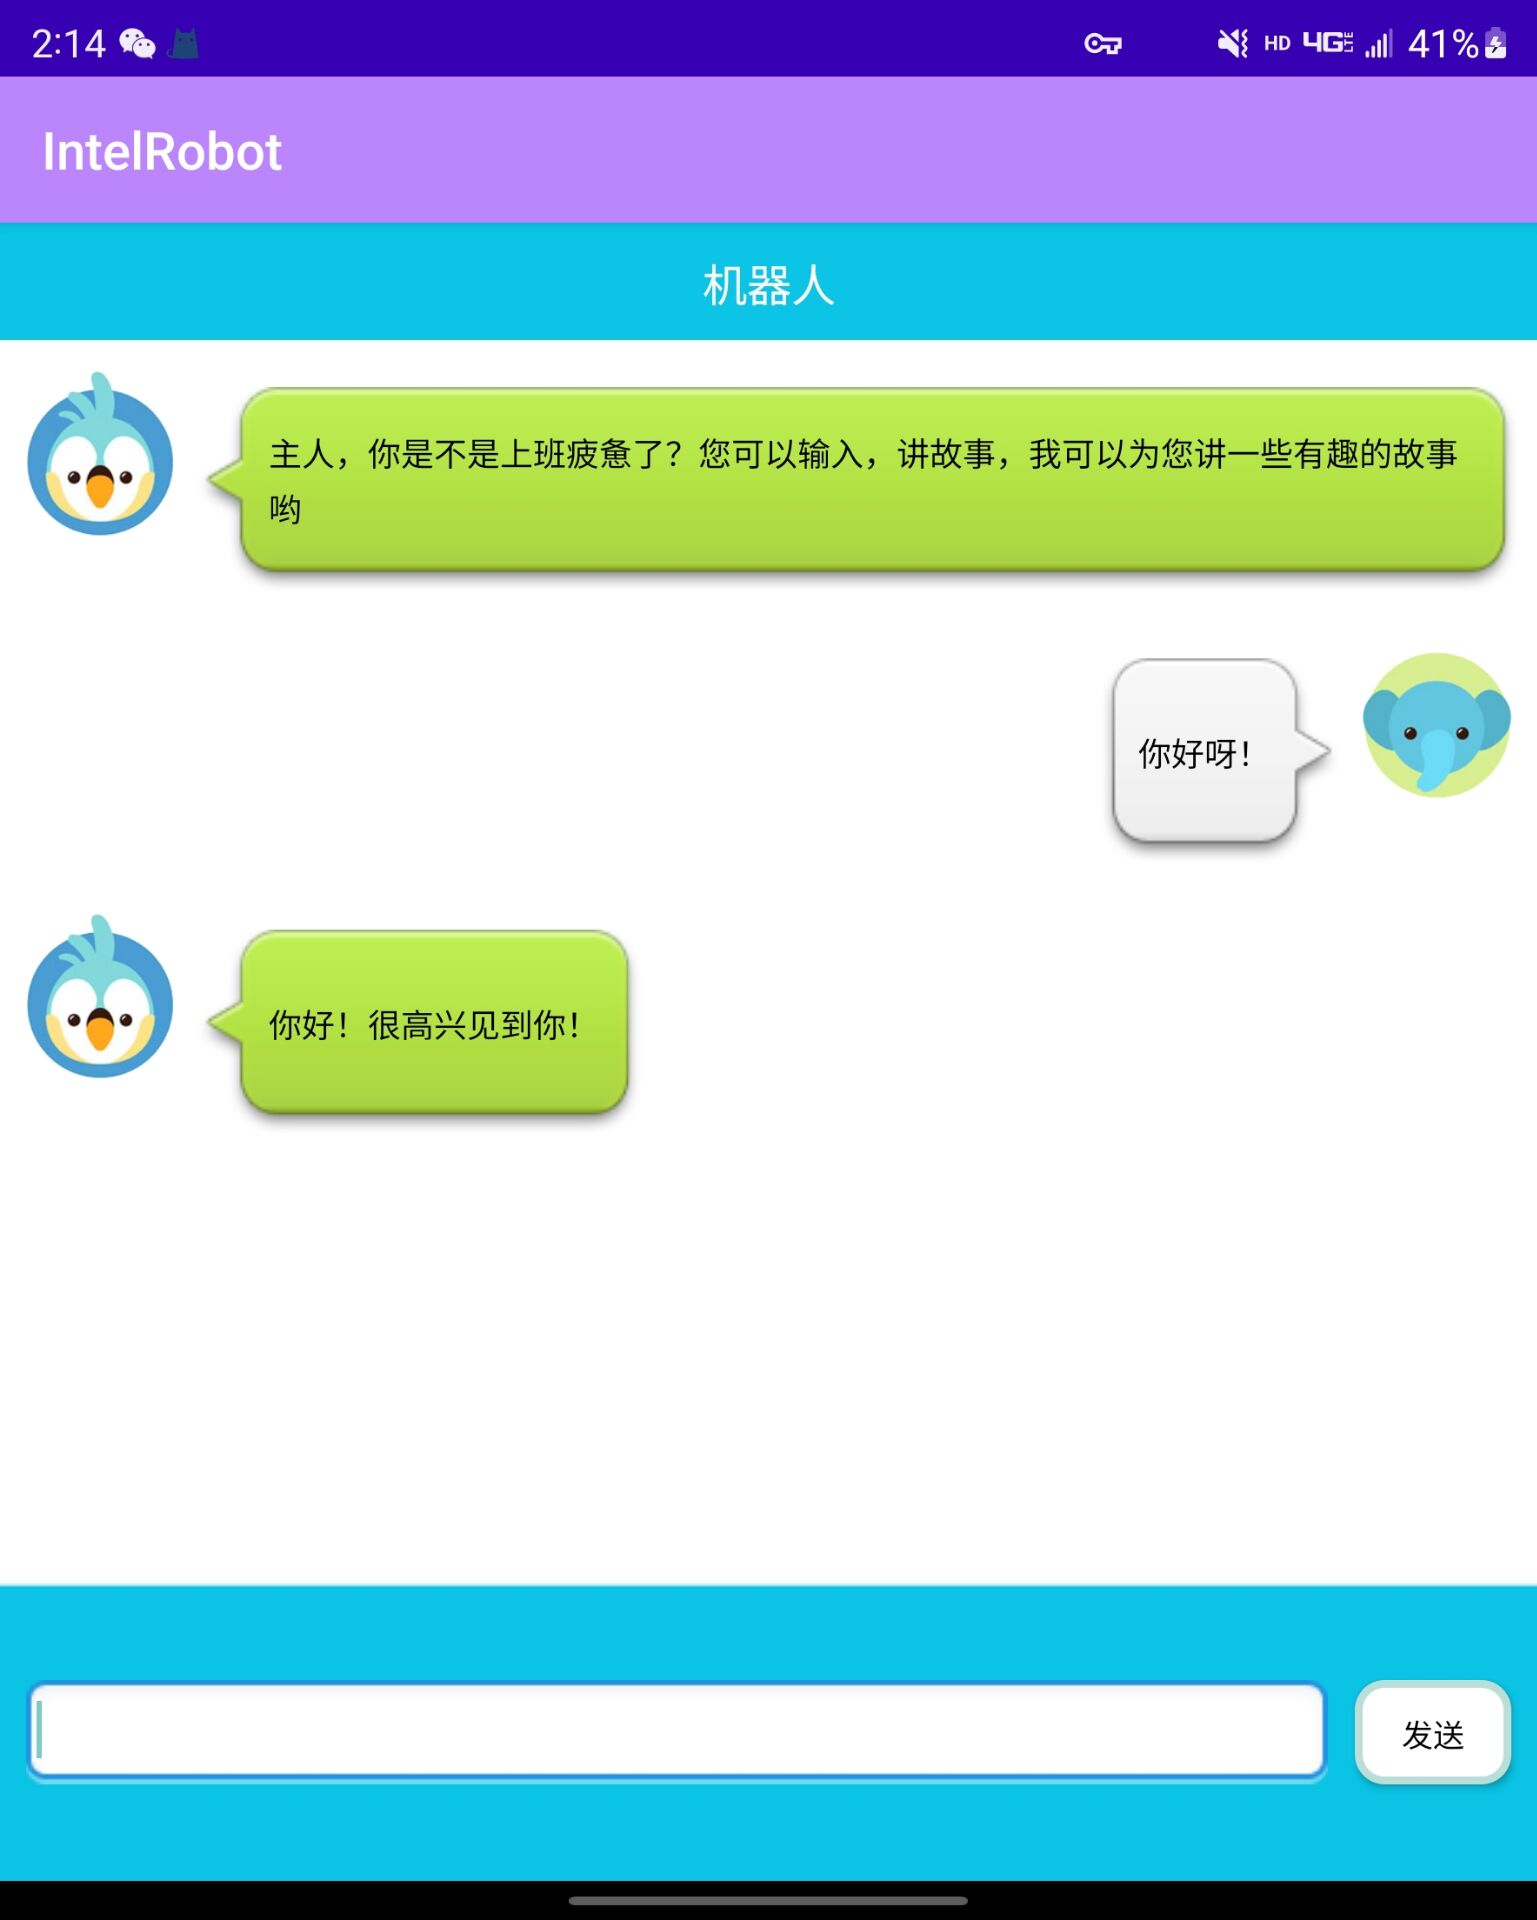 2:14
HD 4G LTE 41%
IntelRobot
机器人
主人，你是不是上班疲惫了？您可以输入，讲故事，我可以为您讲一些有趣的故事
哟
你好呀！
你好！很高兴见到你！
发送